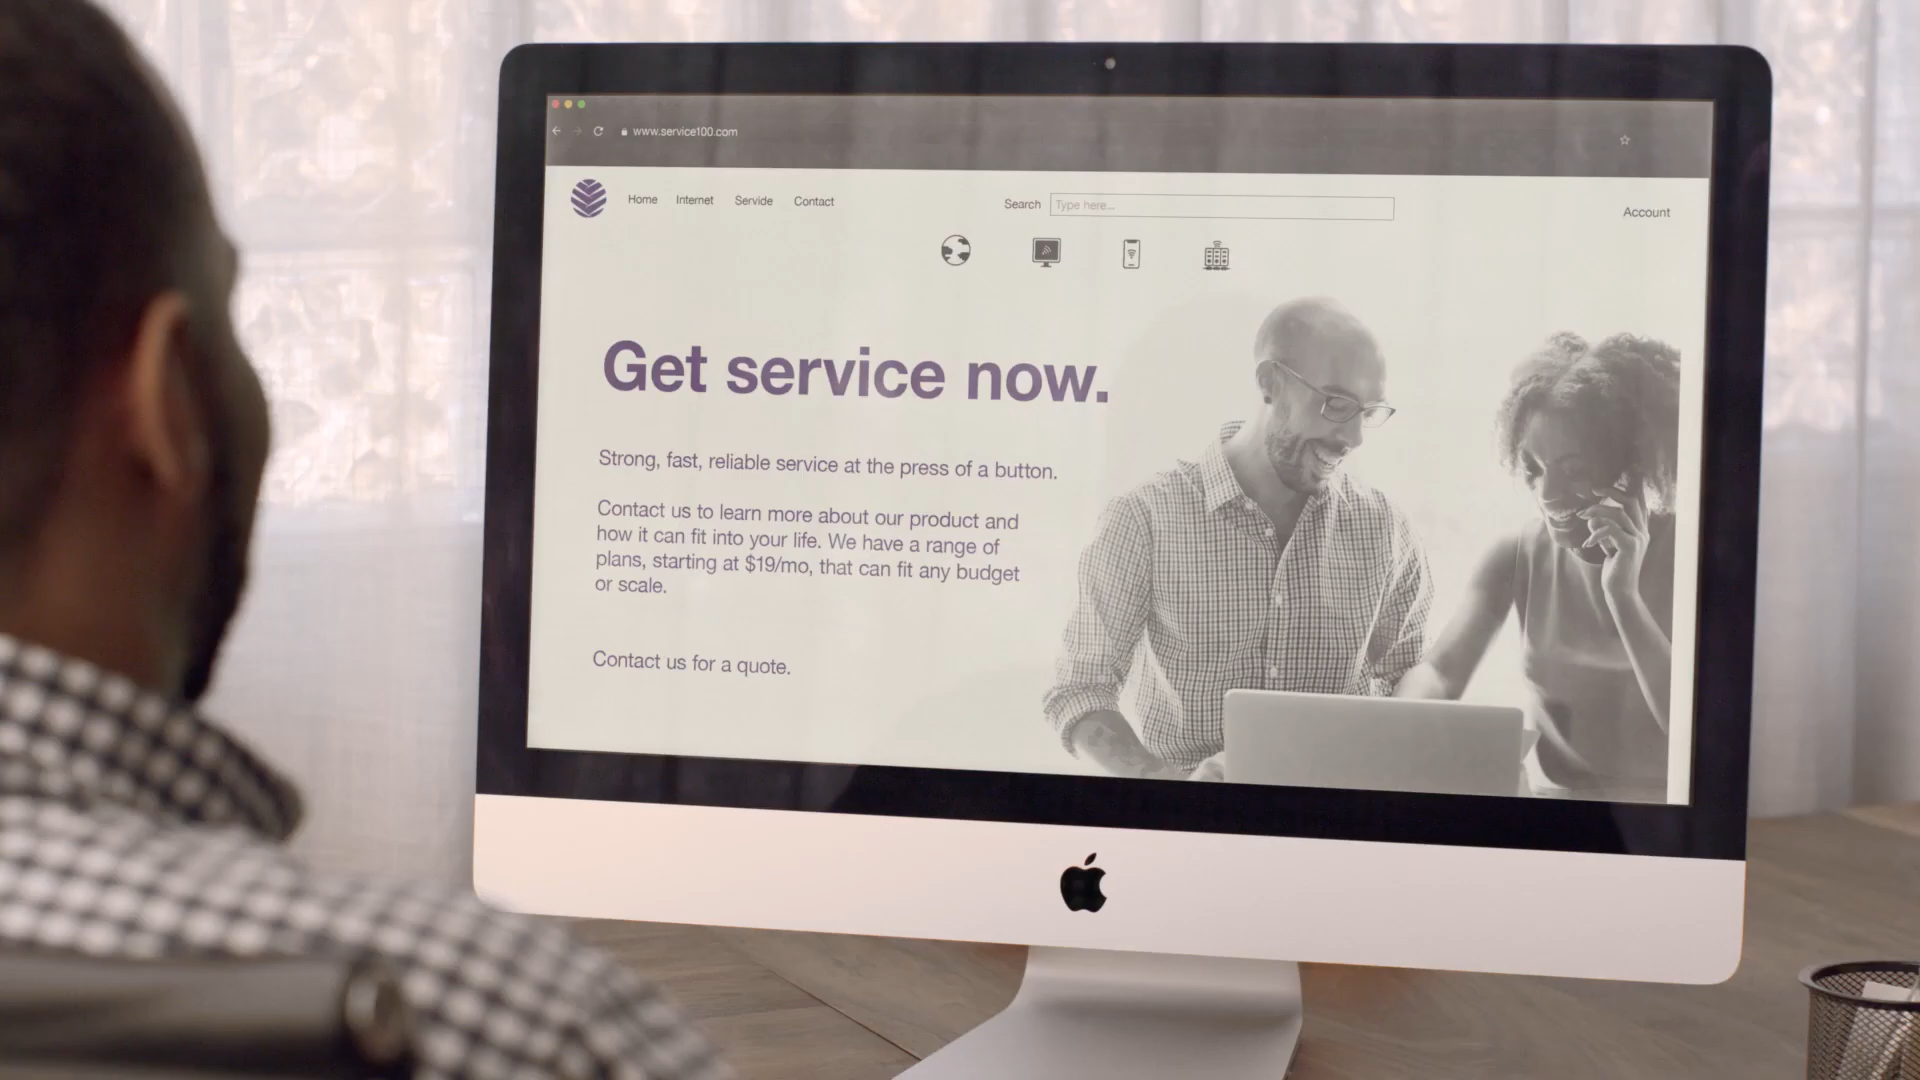 www.service100.com
Home Internet Servide Contact
Search Type here...
Account
Get service now.
Strong, fast, reliable service at the press of a button.
Contact us to learn more about our product and
how it can fit into your life. We have a range of
plans, starting at $19/mo, that can fit any budget
or scale.
Contact us for a quote.